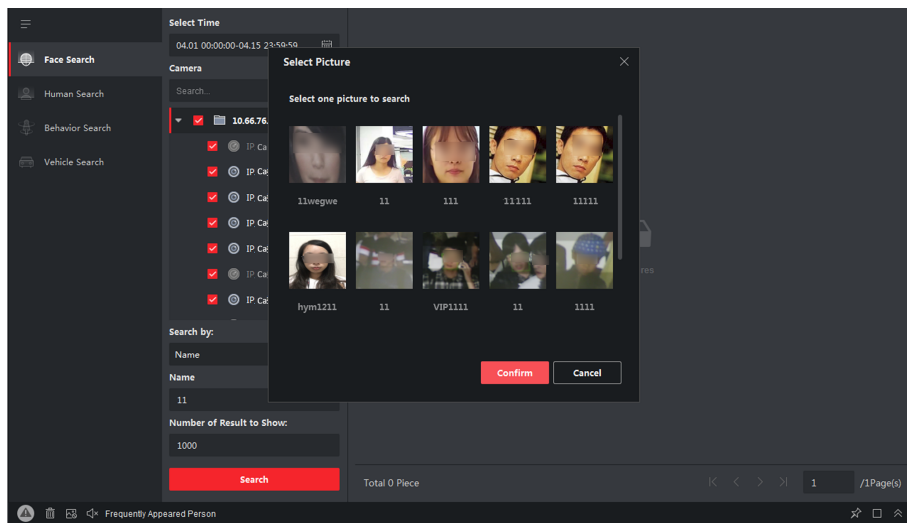 Select Time
04.01 00:00:00-04.15 23:59:59
Face Search
Camera
Human Search
Search...
Behavior Search
10.66.76.
Vehicle Search
IP Ca
IP Ca
IP Ca
IP Ca
IP Ca
IP Ca
IP Ca
Search by:
Name
Name
11
Number of Result to Show:
1000
Search
Select Picture
Select one picture to search
11wegwe 11 111 11111 11111
hym1211 11 VIP1111 11 1111
Confirm Cancel
res
Total 0 Piece
1 /1Page(s)
Frequently Appeared Person